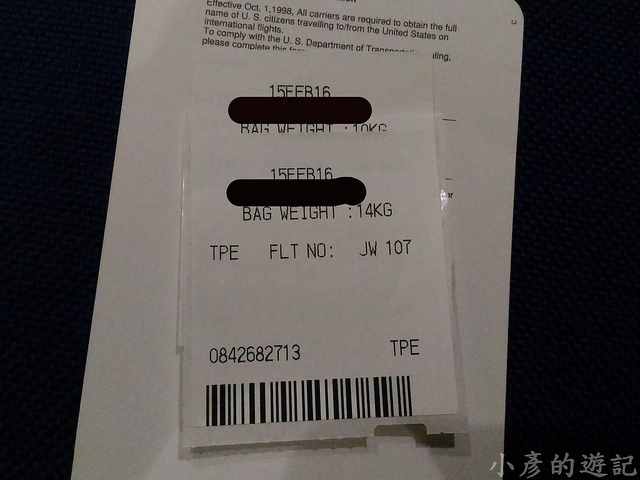 Effective Oct. 1,1998, All carriers are required to obtain the full
name of U. S. citizens travelling to/from the United States on
international flights.
To comply with the U. S. Department of uling,
please complete this
15FEB16
BAG WEIGHT :10KG
15FEB16
BAG WEIGHT :14KG
TPE FLT NO: JW 107
0842682713 TPE
小彥的遊記